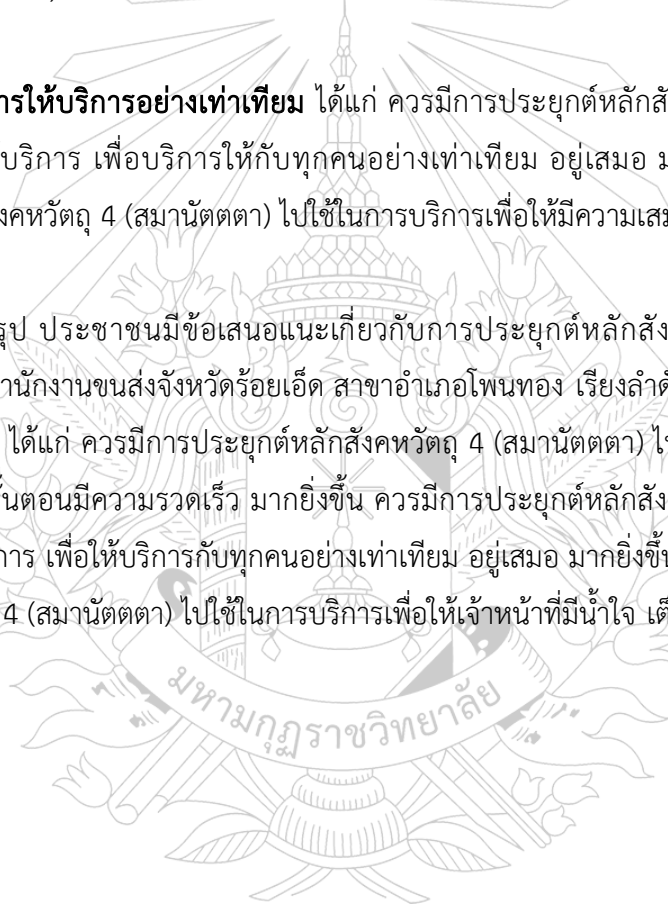 ารให้บริการอย่างเท่าเทียม ได้แก่ ควรมีการประยุกต์หลักสัง
บริการ เพื่อบริการให้กับทุกคนอย่างเท่าเทียม อยู่เสมอ ม
งคหวัตถุ 4 (สมานัตตตา) ไปใช้ในการบริการเพื่อให้มีความเสม
รุป ประชาชนมีข้อเสนอแนะเกี่ยวกับการประยุกต์หลักสัง
ำนักงานขนส่งจังหวัดร้อยเอ็ด สาขาอำเภอโพนทอง เรียงลำดั
ได้แก่ ควรมีการประยุกต์หลักสังคหวัตถุ 4 (สมานัตตตา) ไป
ั้นตอนมีความรวดเร็ว มากยิ่งขึ้น ควรมีการประยุกต์หลักสัง
การ เพื่อให้บริการกับทุกคนอย่างเท่าเทียม อยู่เสมอ มากยิ่งขึ้น
4 (สมานัตตตา) ไปใช้ในการบริการเพื่อให้เจ้าหน้าที่มีน้ำใจ เต็
มหามกุฏราชวิทยาลัย